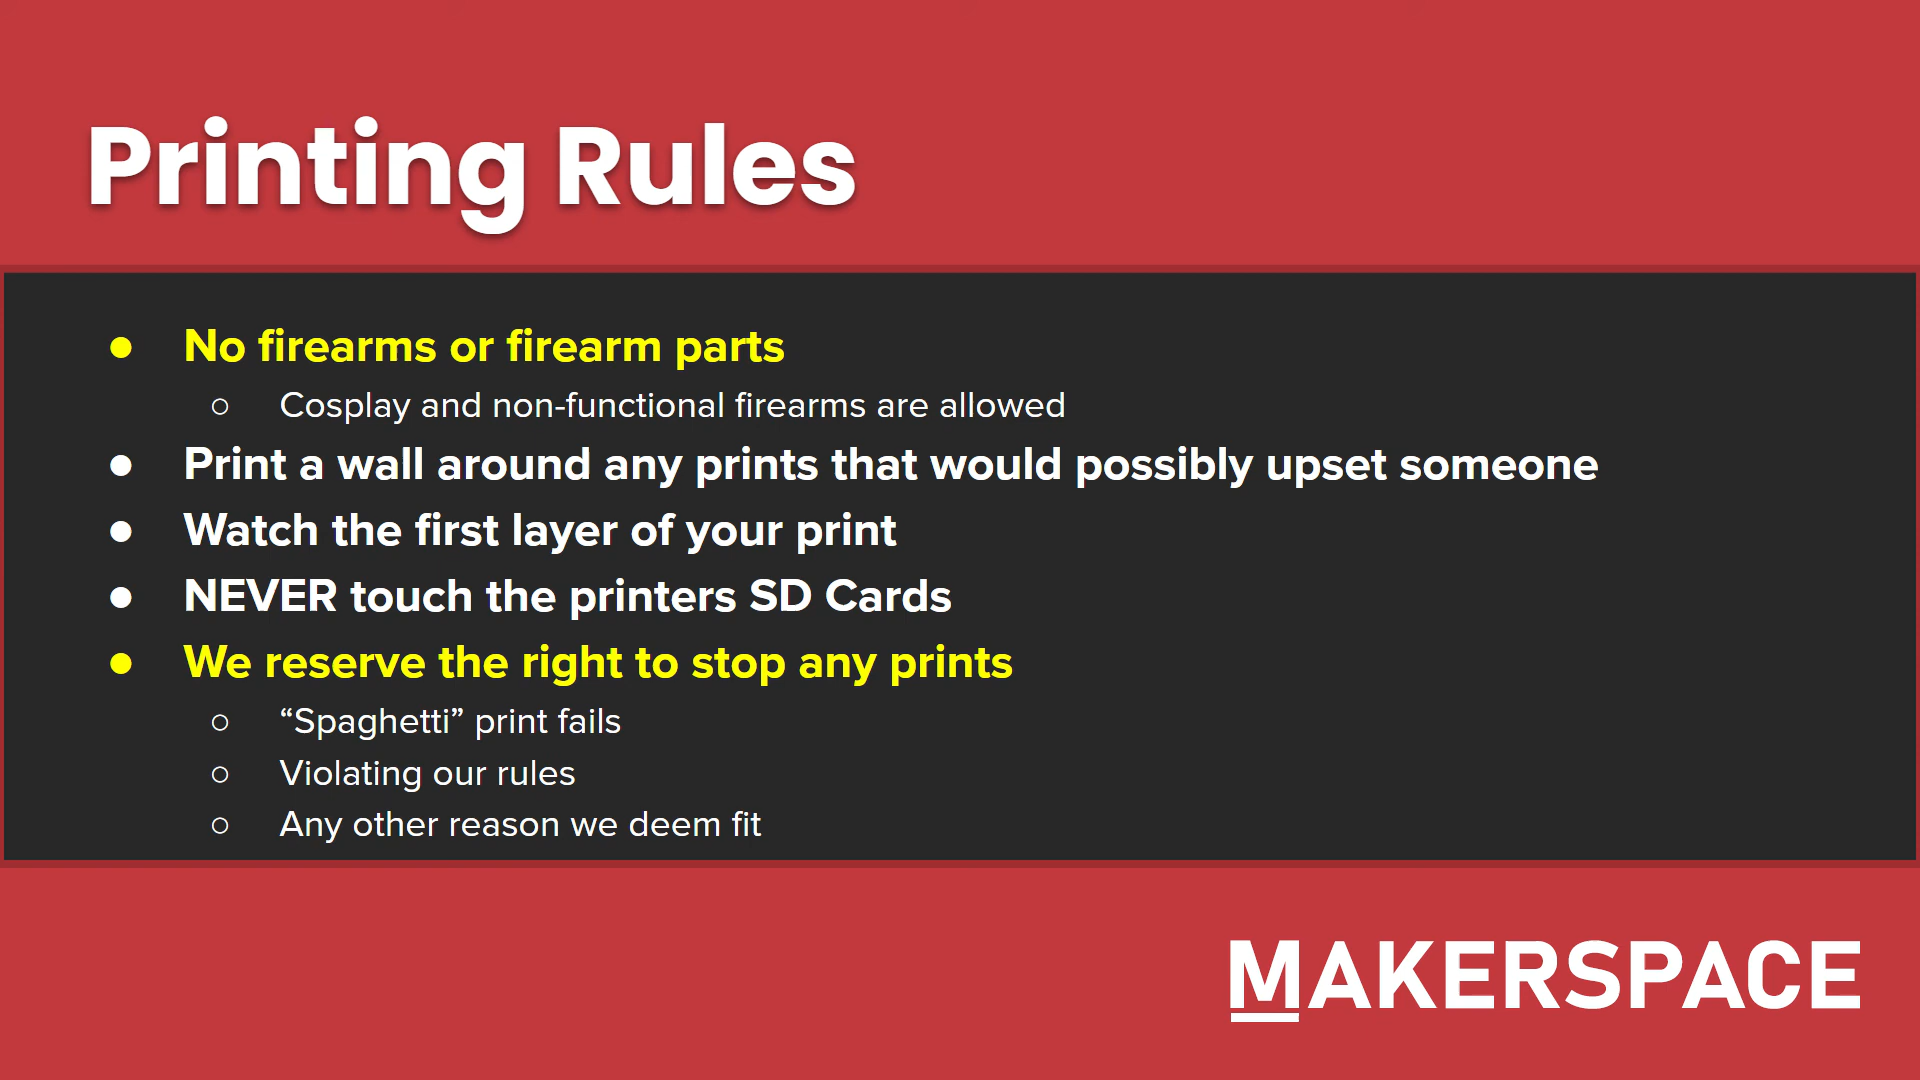 Printing Rules
● No firearms or firearm parts
○ Cosplay and non-functional firearms are allowed
● Print a wall around any prints that would possibly upset someone
● Watch the first layer of your print
● NEVER touch the printers SD Cards
● We reserve the right to stop any prints
○ “Spaghetti” print fails
○ Violating our rules
○ Any other reason we deem fit
MAKERSPACE